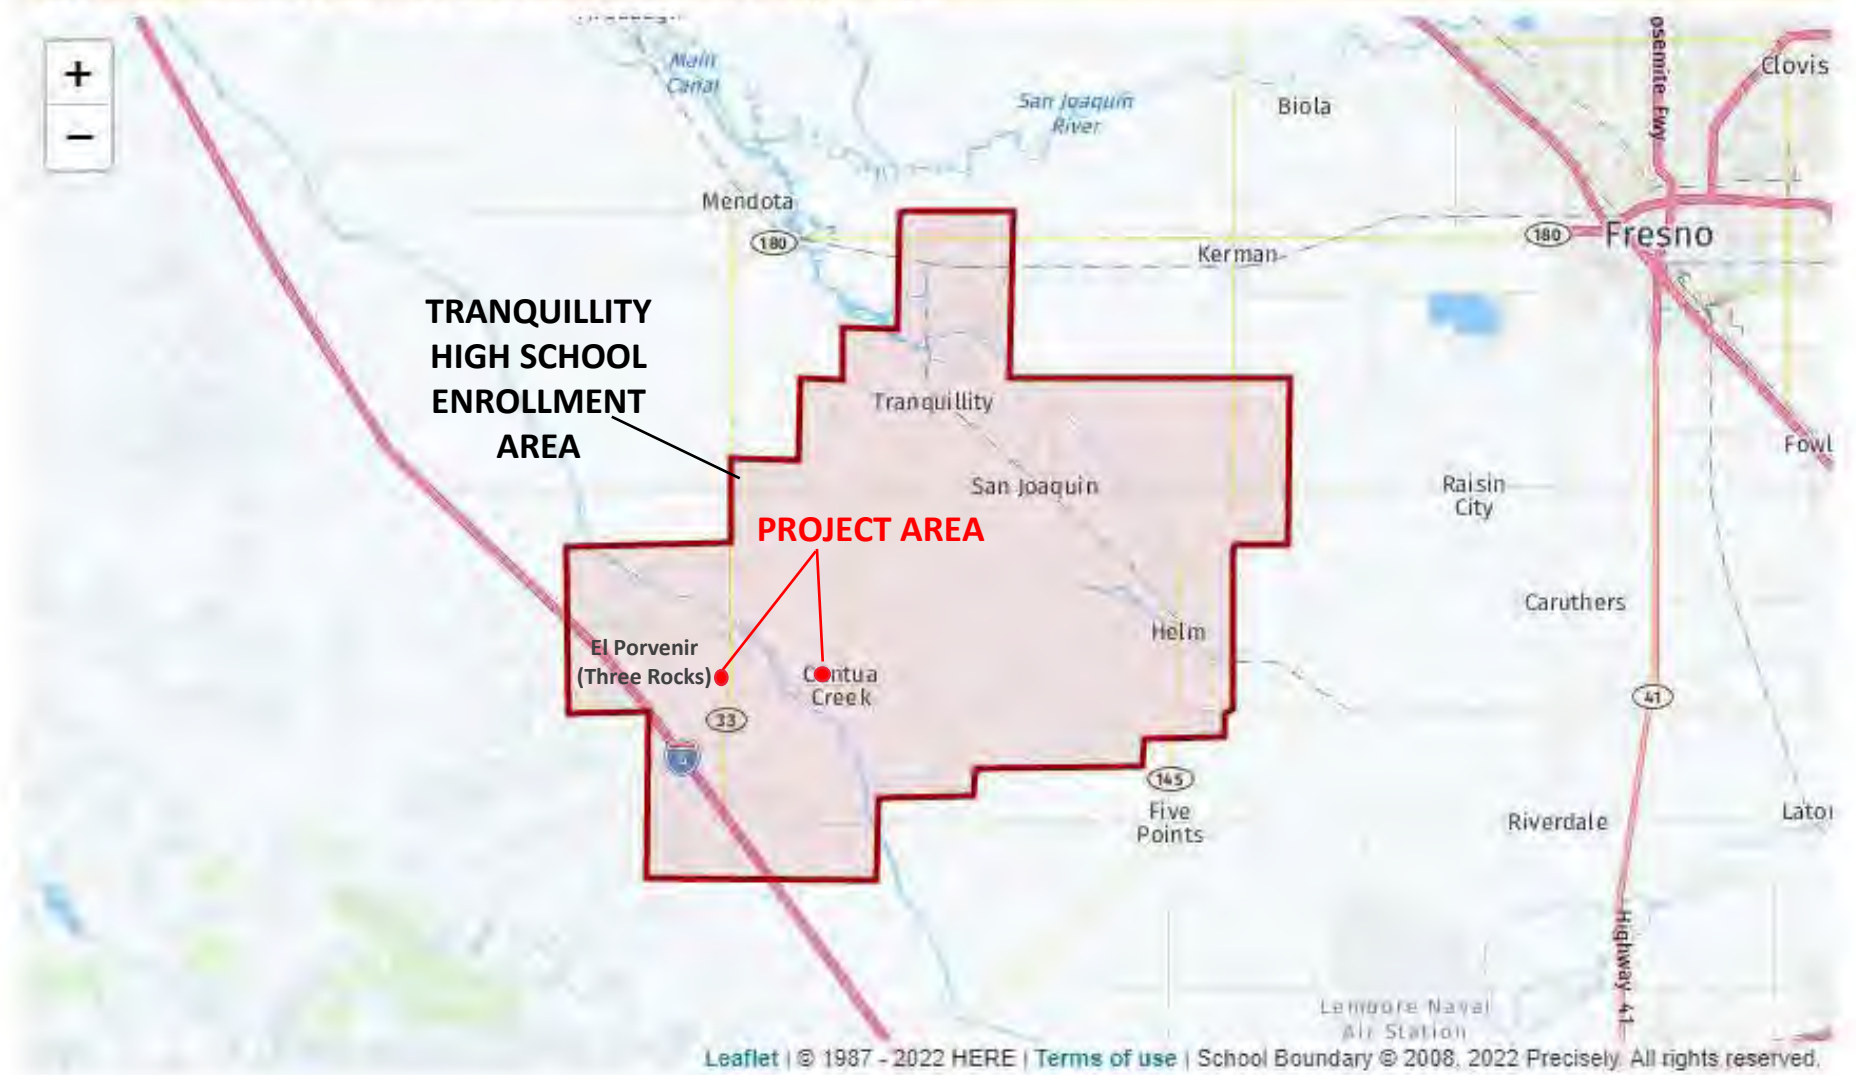 +
−
Main
Canal
San Joaquin
River
Biola
Clovis
osemite Fwy
Mendota
180
Kerman
180
Fresno
TRANQUILLITY
HIGH SCHOOL
ENROLLMENT
AREA
Tranquillity
San Joaquin
Raisin
City
Fowl
PROJECT AREA
Caruthers
Helm
El Porvenir
(Three Rocks)
Creek
33
41
145
Five
Points
Riverdale
Lator
Highway 41
Lemoore Naval
Air Station
Leaflet | © 1987 - 2022 HERE | Terms of use | School Boundary © 2008, 2022 Precisely. All rights reserved.